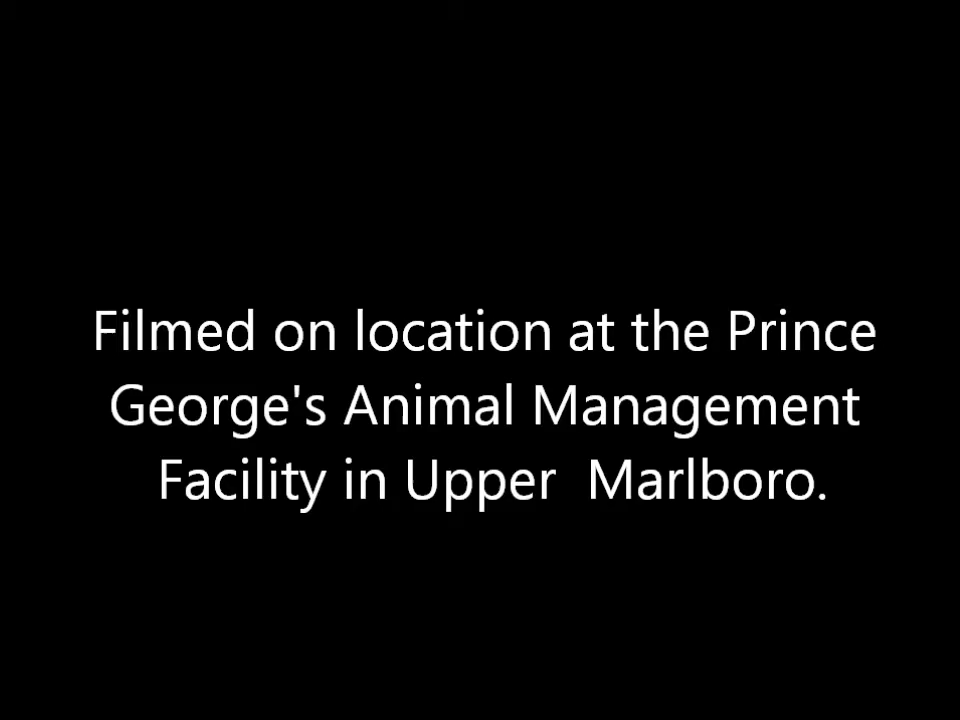 Filmed on location at the Prince
George's Animal Management
Facility in Upper  Marlboro.